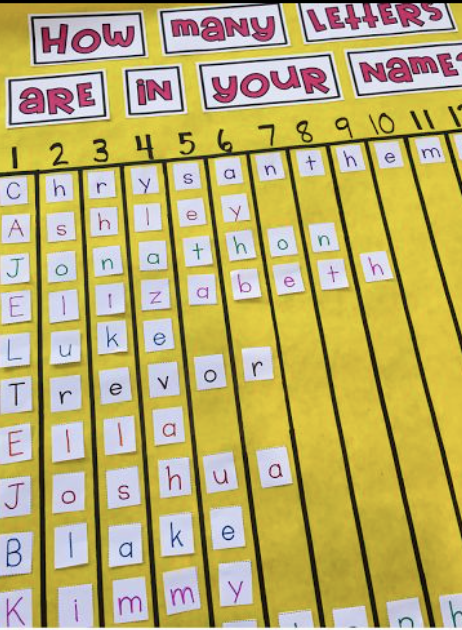 HOW maNy LeTTeRS
aRe iN youR Name?
1 2 3 4 5 6 7 8 9 10 11
C h r y s a n t h e m
A s h l e y
J o n a t h o n
E l i z a b e t h
L u k e
T r e v o r
E l l a
J o s h u a
B l a k e
K i m m y